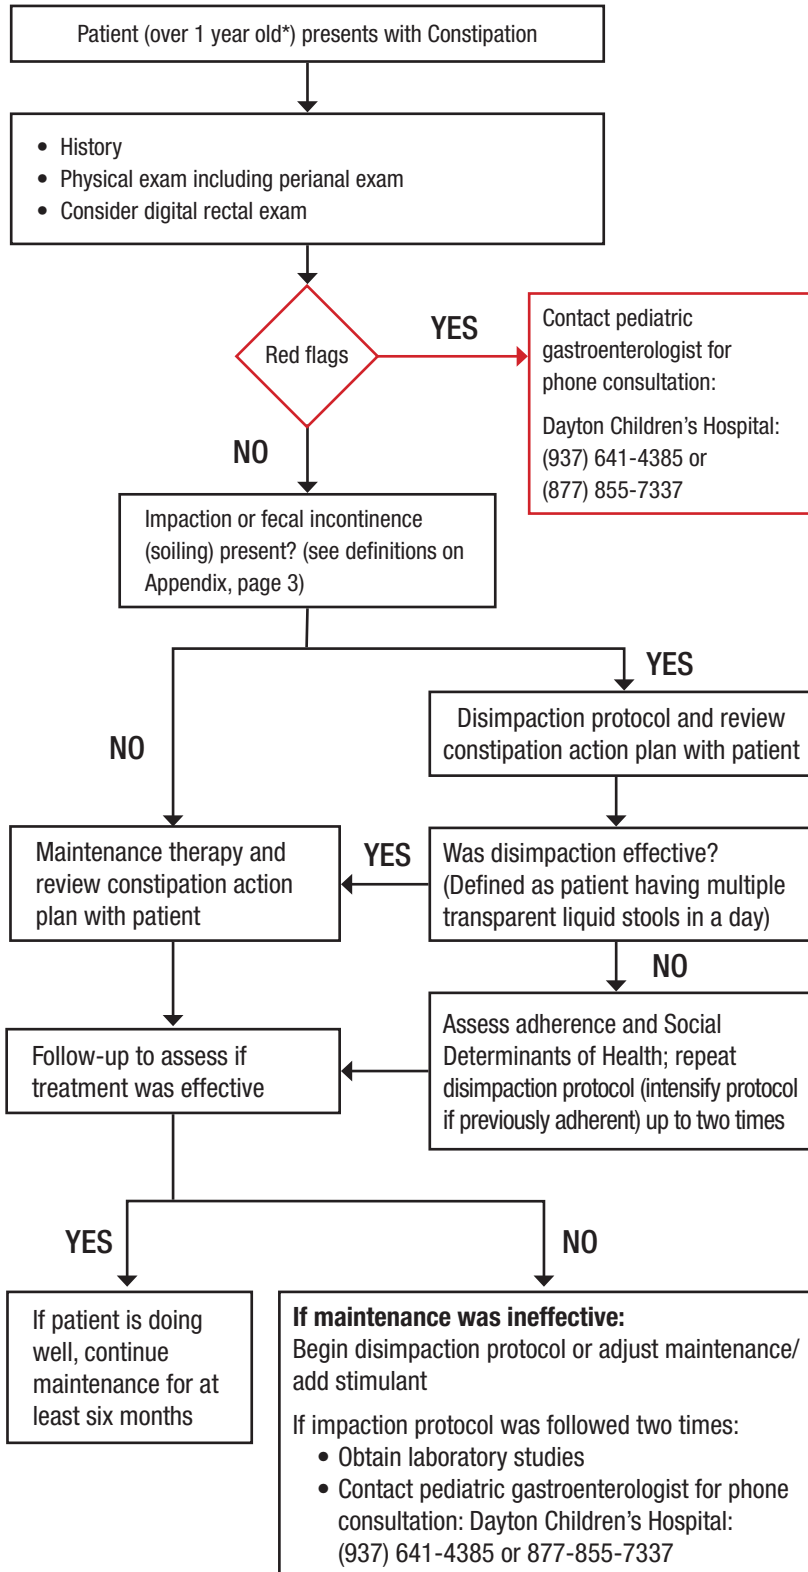 Patient (over 1 year old*) presents with Constipation
• History
• Physical exam including perianal exam
• Consider digital rectal exam
Red flags
YES
Contact pediatric
gastroenterologist for
phone consultation:
Dayton Children’s Hospital:
(937) 641-4385 or
(877) 855-7337
NO
Impaction or fecal incontinence
(soiling) present? (see definitions on
Appendix, page 3)
YES
NO
Disimpaction protocol and review
constipation action plan with patient
Maintenance therapy and
review constipation action
plan with patient
YES
Was disimpaction effective?
(Defined as patient having multiple
transparent liquid stools in a day)
NO
Follow-up to assess if
treatment was effective
Assess adherence and Social
Determinants of Health; repeat
disimpaction protocol (intensify protocol
if previously adherent) up to two times
YES
NO
If patient is doing
well, continue
maintenance for at
least six months
If maintenance was ineffective:
Begin disimpaction protocol or adjust maintenance/
add stimulant
If impaction protocol was followed two times:
• Obtain laboratory studies
• Contact pediatric gastroenterologist for phone
consultation: Dayton Children’s Hospital:
(937) 641-4385 or 877-855-7337